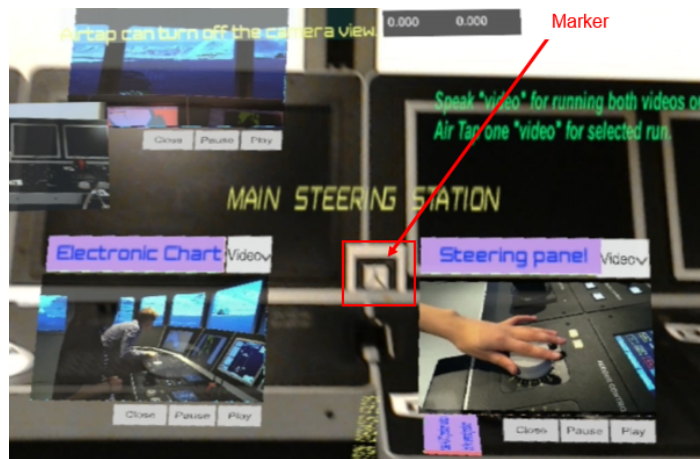 Airtap can turn off the camera view.
0.000 0.000
Marker
Speak "video" for running both videos o
Air Tap one "video" for selected run.
Close Pause Play
MAIN STEERING STATION
Electronic Chart Video
Steering panel Video
Close Pause Play
Close Pause Play